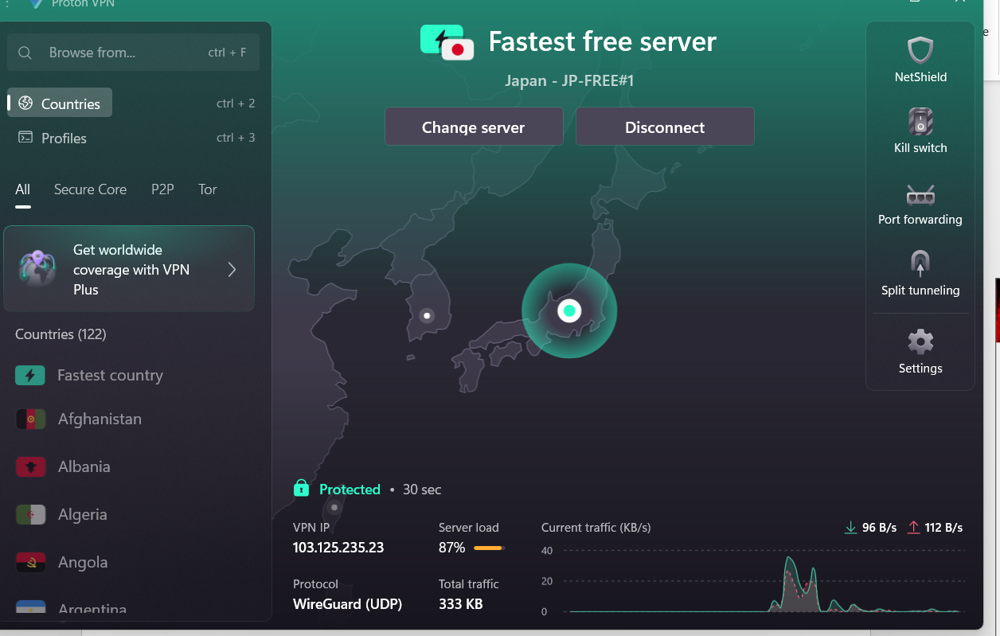 Proton VPN
Browse from...
ctrl + F
Countries
ctrl + 2
Profiles
ctrl + 3
All
Secure Core
P2P
Tor
Get worldwide
coverage with VPN
Plus
Countries (122)
Fastest country
Afghanistan
Albania
Algeria
Angola
Argentina
Fastest free server
Japan - JP-FREE#1
Change server
Disconnect
Protected • 30 sec
VPN IP
103.125.235.23
Server load
87%
Protocol
WireGuard (UDP)
Total traffic
333 KB
Current traffic (KB/s)
96 B/s
112 B/s
40
20
0
NetShield
Kill switch
Port forwarding
Split tunneling
Settings
e